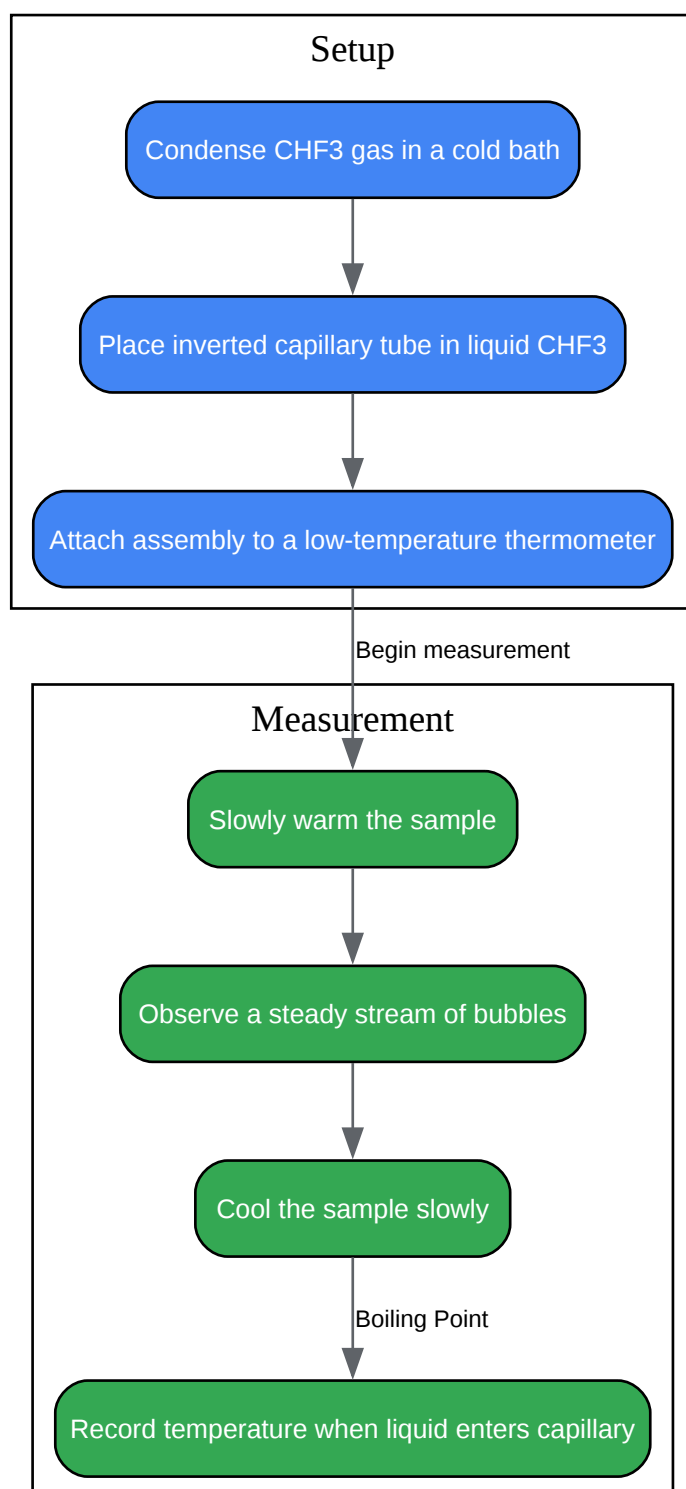 Setup
Condense CHF3 gas in a cold bath
Place inverted capillary tube in liquid CHF3
Attach assembly to a low-temperature thermometer
Begin measurement
Measurement
Slowly warm the sample
Observe a steady stream of bubbles
Cool the sample slowly
Boiling Point
Record temperature when liquid enters capillary